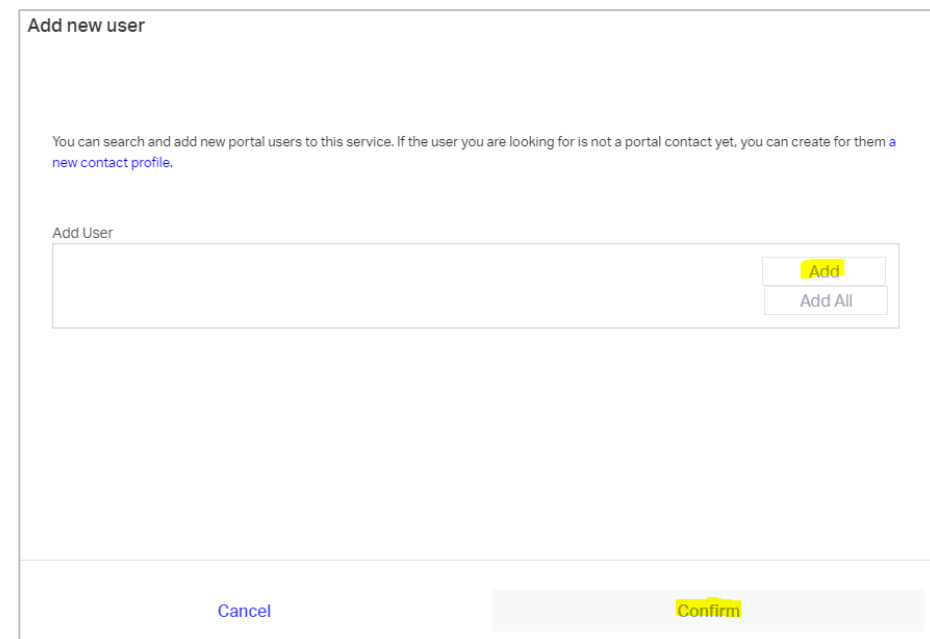 Add new user
You can search and add new portal users to this service. If the user you are looking for is not a portal contact yet, you can create for them a
new contact profile.
Add User
Add
Add All
Cancel
Confirm